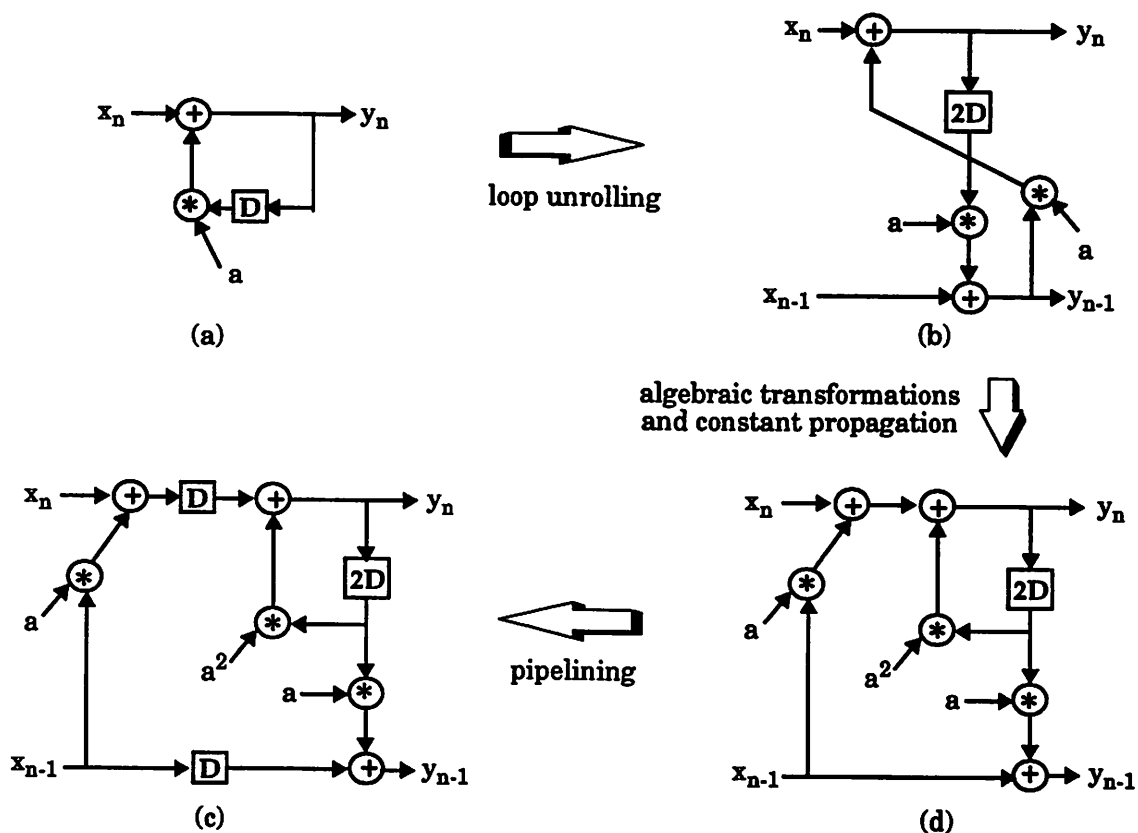 xₙ
+
yₙ
*
D
a
(a)
loop unrolling
xₙ
+
yₙ
2D
*
a
*
a
xₙ₋₁
+
yₙ₋₁
(b)
algebraic transformations
and constant propagation
xₙ
+
D
+
yₙ
*
a
2D
*
a²
a
*
xₙ₋₁
D
+
yₙ₋₁
(c)
pipelining
xₙ
+
+
yₙ
*
a
2D
*
a²
a
*
xₙ₋₁
+
yₙ₋₁
(d)